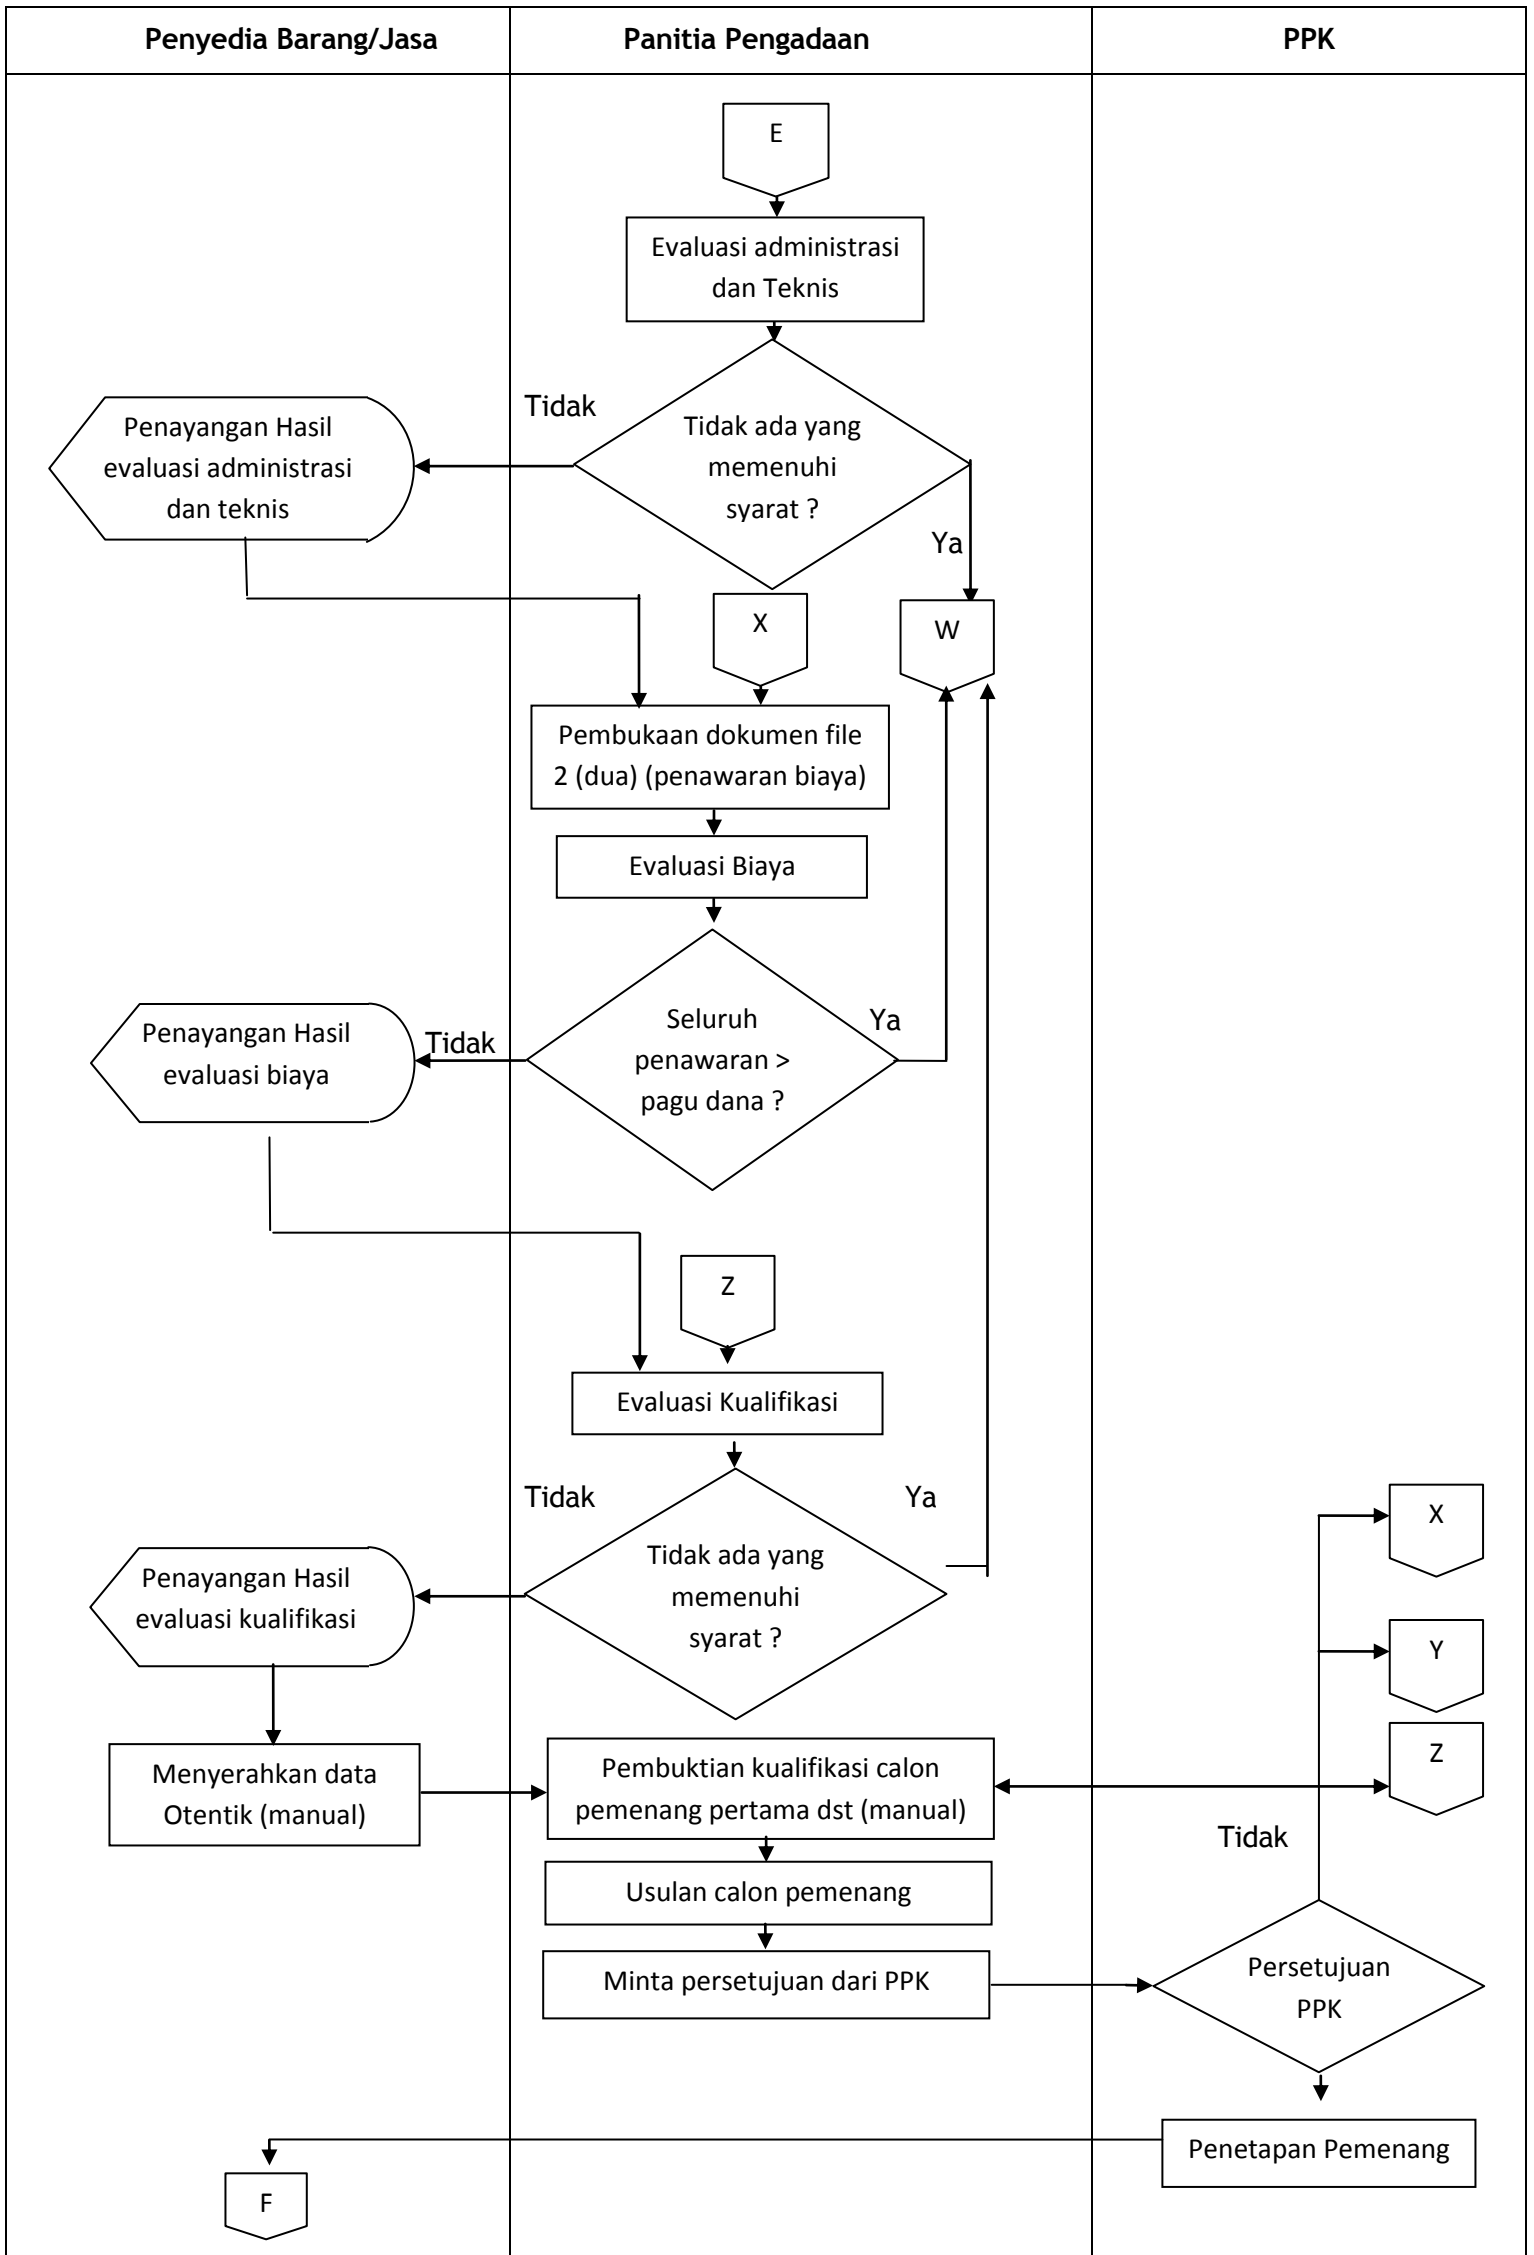 Penyedia Barang/Jasa
Panitia Pengadaan
PPK
E
Evaluasi administrasi
dan Teknis
Tidak
Tidak ada yang
memenuhi
syarat ?
Ya
Penayangan Hasil
evaluasi administrasi
dan teknis
X
W
Pembukaan dokumen file
2 (dua) (penawaran biaya)
Evaluasi Biaya
Seluruh
penawaran >
pagu dana ?
Ya
Tidak
Penayangan Hasil
evaluasi biaya
Z
Evaluasi Kualifikasi
Tidak
Ya
Tidak ada yang
memenuhi
syarat ?
Penayangan Hasil
evaluasi kualifikasi
X
Y
Z
Menyerahkan data
Otentik (manual)
Pembuktian kualifikasi calon
pemenang pertama dst (manual)
Tidak
Usulan calon pemenang
Minta persetujuan dari PPK
Persetujuan
PPK
Penetapan Pemenang
F